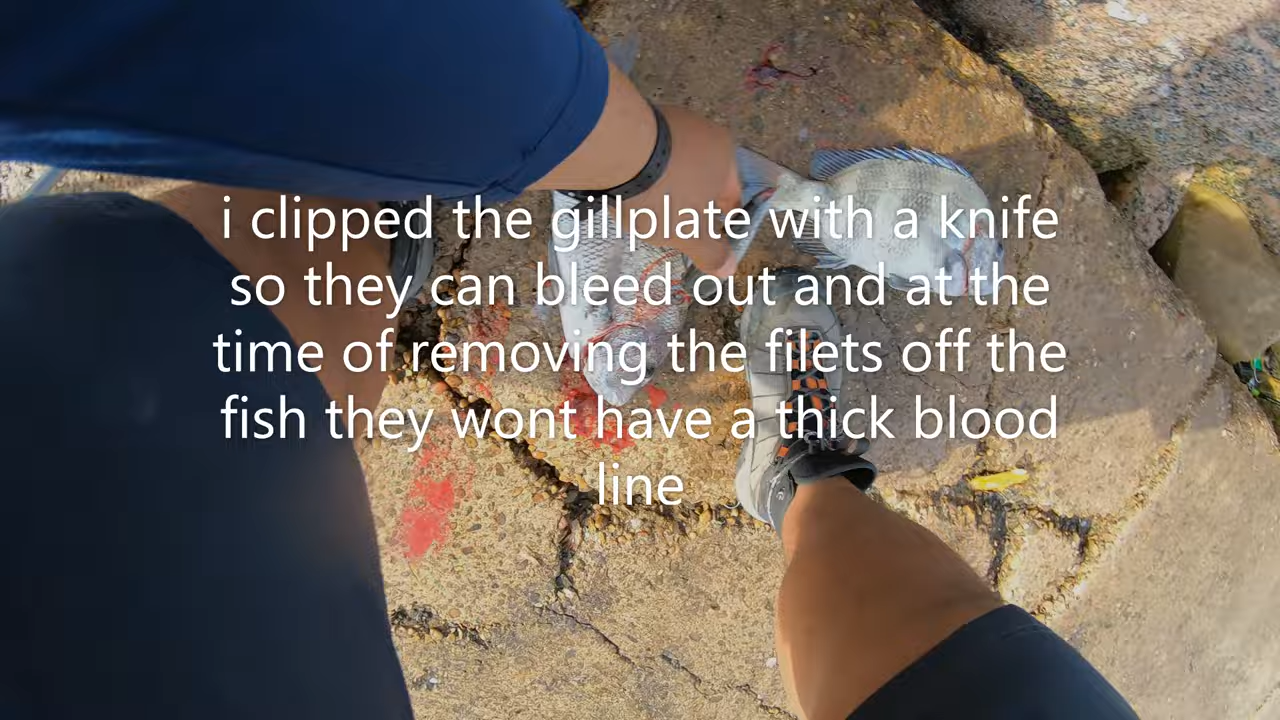 i clipped the gillplate with a knife
so they can bleed out and at the
time of removing the filets off the
fish they wont have a thick blood
line